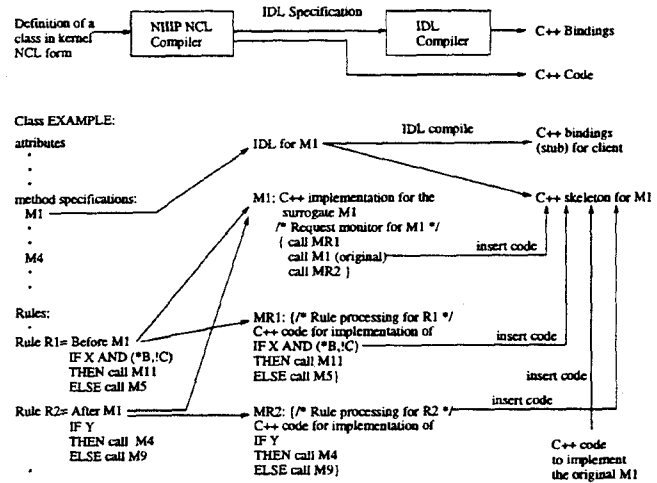 Definition of a
class in kernel
NCL form
NIIIP NCL
Compiler
IDL Specification
IDL
Compiler
C++ Bindings
C++ Code
Class EXAMPLE:
attributes
method specifications:
M1
M4
IDL for M1
IDL compile
C++ bindings
(stub) for client
C++ skeleton for M1
M1: C++ implementation for the
surrogate M1
/* Request monitor for M1 */
{ call MR1
call M1 (original)
call MR2 }
insert code
Rules:
Rule R1= Before M1
IF X AND (*B,!C)
THEN call M11
ELSE call M5
MR1: {/* Rule processing for R1 */
C++ code for implementation of
IF X AND (*B,!C)
THEN call M11
ELSE call M5}
insert code
insert code
Rule R2= After M1
IF Y
THEN call M4
ELSE call M9
MR2: {/* Rule processing for R2 */
C++ code for implementation of
IF Y
THEN call M4
ELSE call M9}
insert code
C++ code
to implement
the original M1